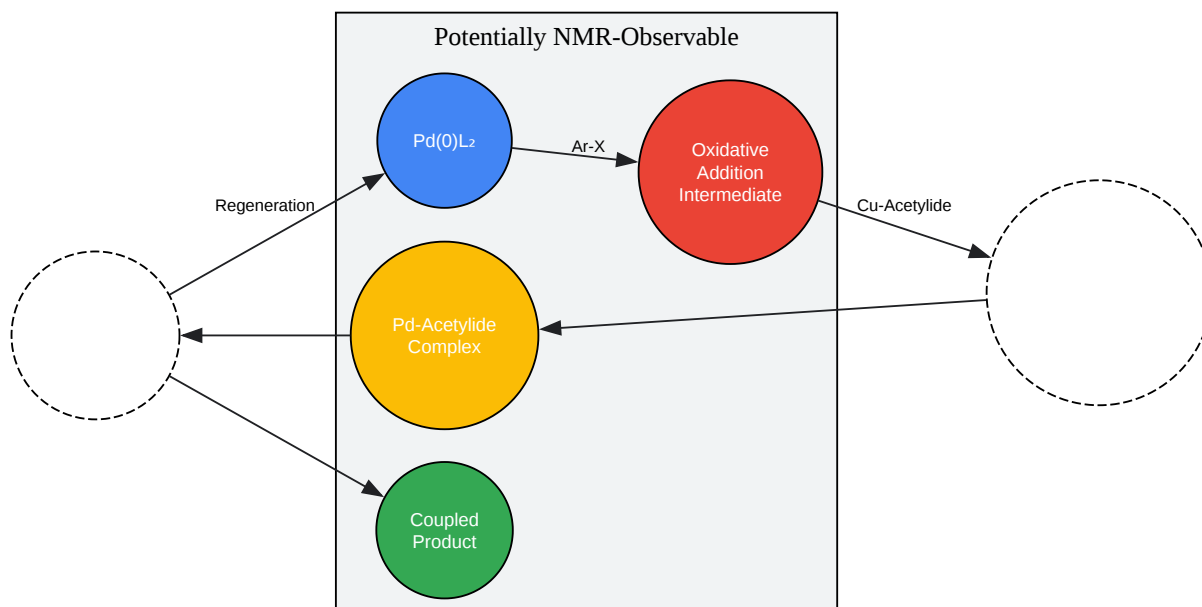 Potentially NMR-Observable
Pd(0)L₂
Ar-X
Oxidative
Addition
Intermediate
Regeneration
Cu-Acetylide
Pd-Acetylide
Complex
Coupled
Product